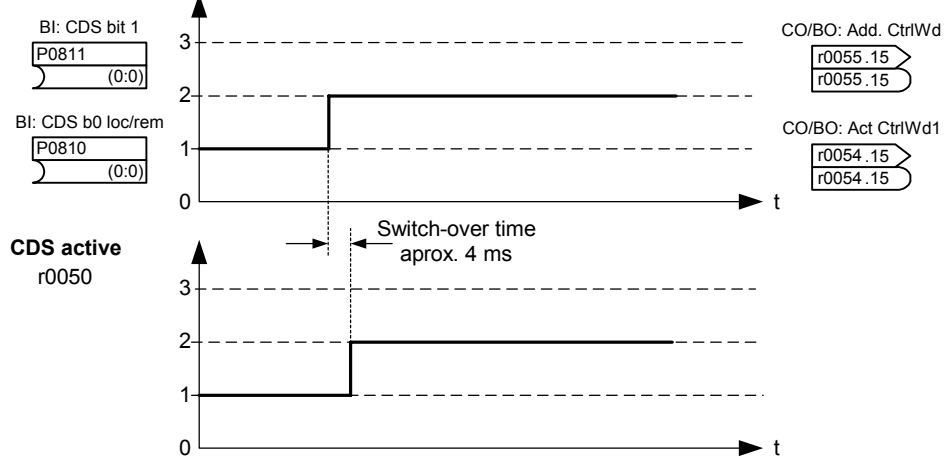 BI: CDS bit 1
P0811
(0:0)
BI: CDS b0 loc/rem
P0810
(0:0)
3
2
1
0
t
CO/BO: Add. CtrlWd
r0055.15
r0055.15
CO/BO: Act CtrlWd1
r0054.15
r0054.15
Switch-over time
aprox. 4 ms
CDS active
r0050
3
2
1
0
t